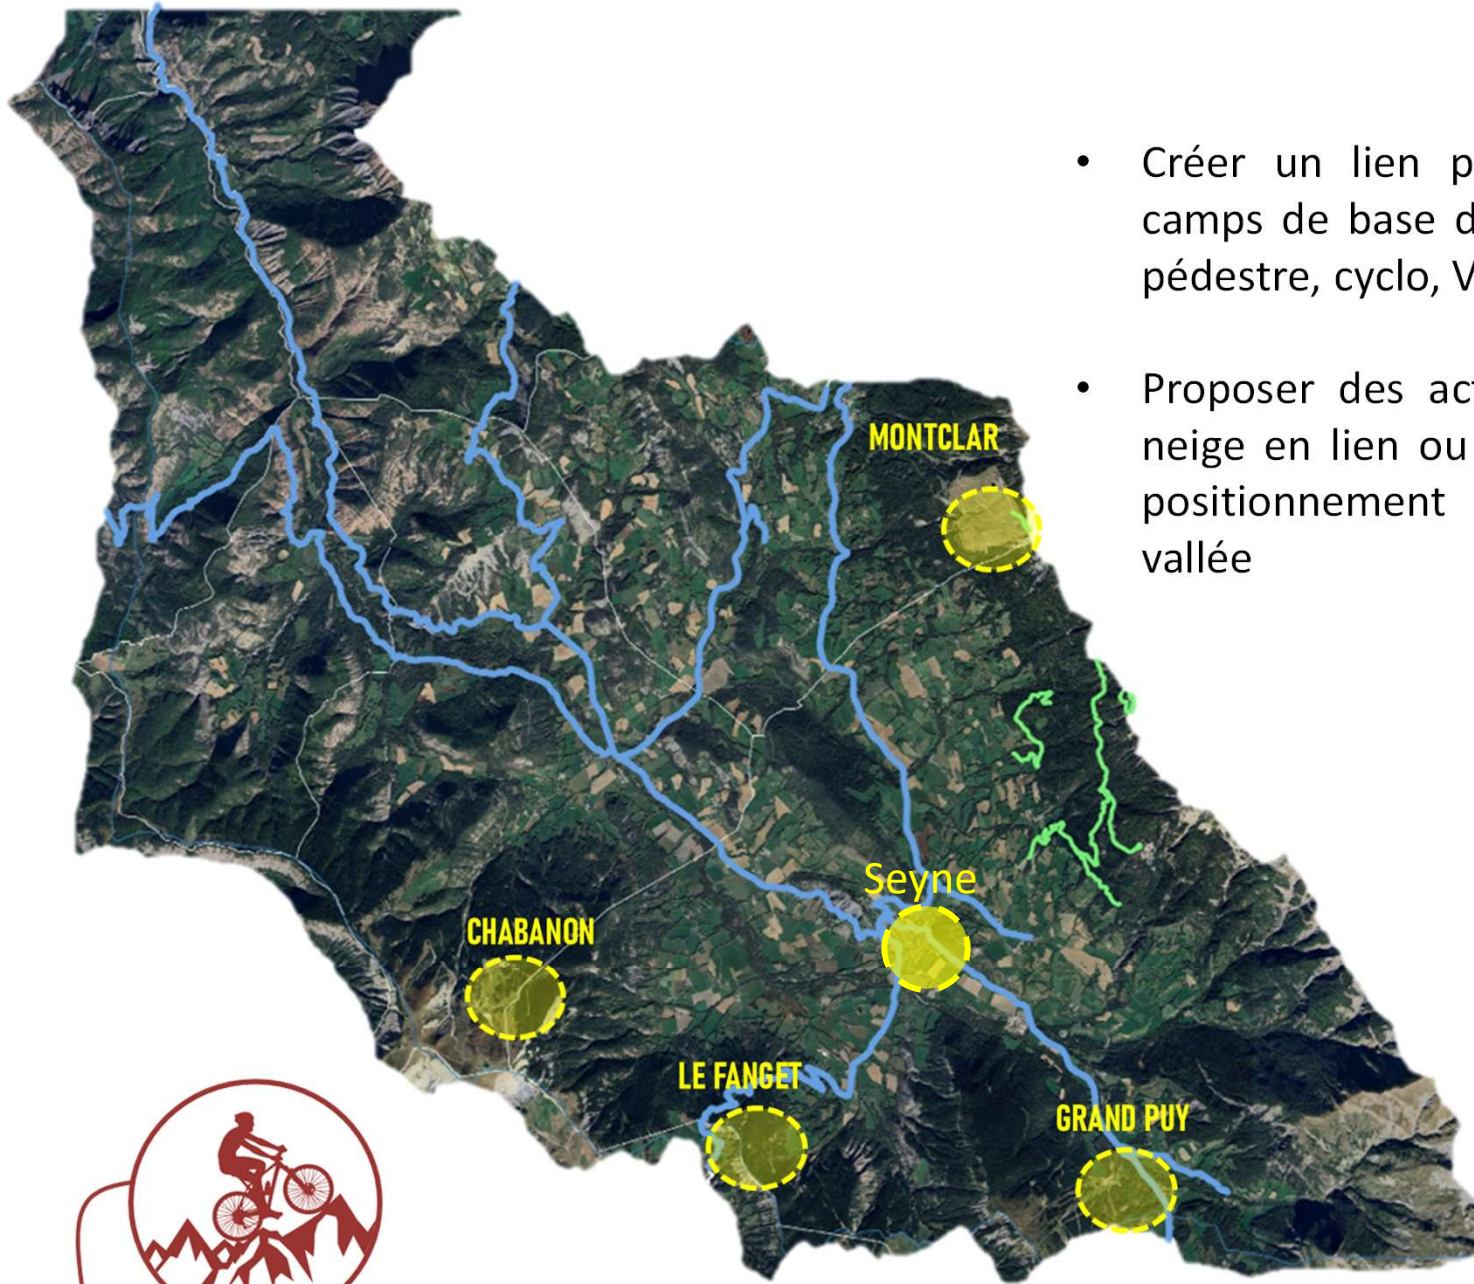 • Créer un lien p
camps de base d
pédestre, cyclo, V
• Proposer des act
neige en lien ou
positionnement
vallée
MONTCLAR
Seyne
CHABANON
LE FANGET
GRAND PUY